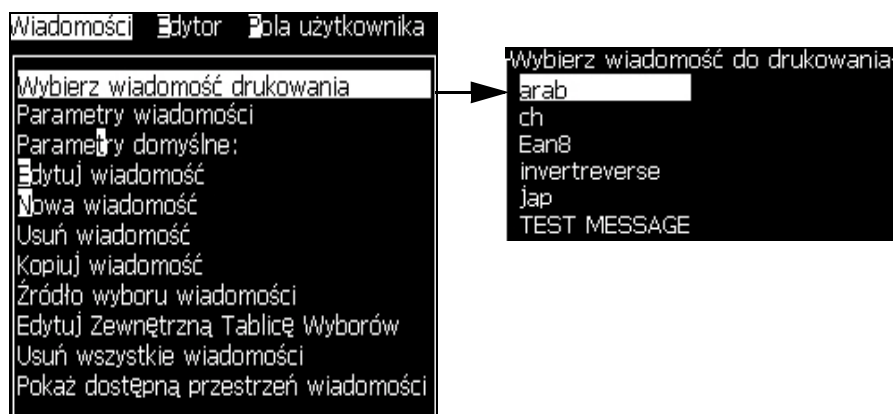 Wiadomości Edytor Pola użytkownika
Wybierz wiadomość drukowania
Parametry wiadomości
Parametry domyślne:
Edytuj wiadomość
Nowa wiadomość
Usuń wiadomość
Kopiuj wiadomość
Źródło wyboru wiadomości
Edytuj Zewnętrzną Tablicę Wyborów
Usuń wszystkie wiadomości
Pokaż dostępną przestrzeń wiadomości
Wybierz wiadomość do drukowania
arab
ch
Ean8
invertreverse
jap
TEST MESSAGE